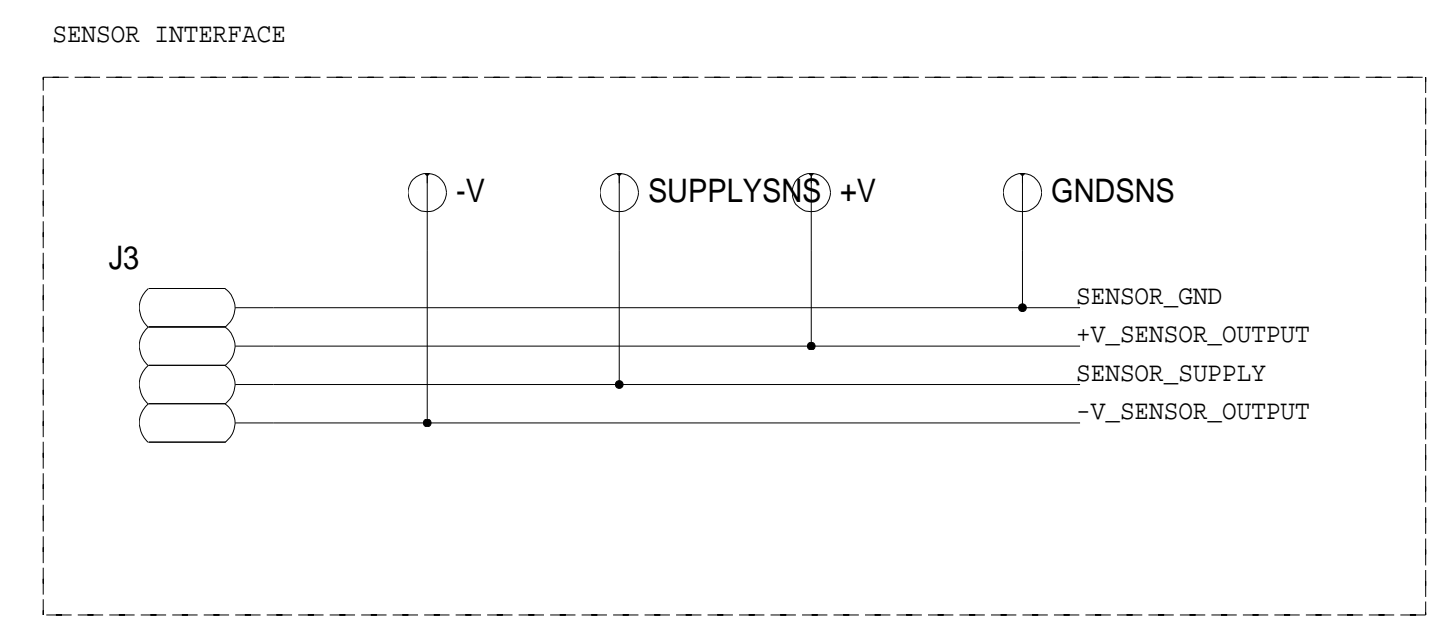 SENSOR INTERFACE
-V
SUPPLYSNS
+V
GNDSNS
J3
SENSOR_GND
+V_SENSOR_OUTPUT
SENSOR_SUPPLY
-V_SENSOR_OUTPUT